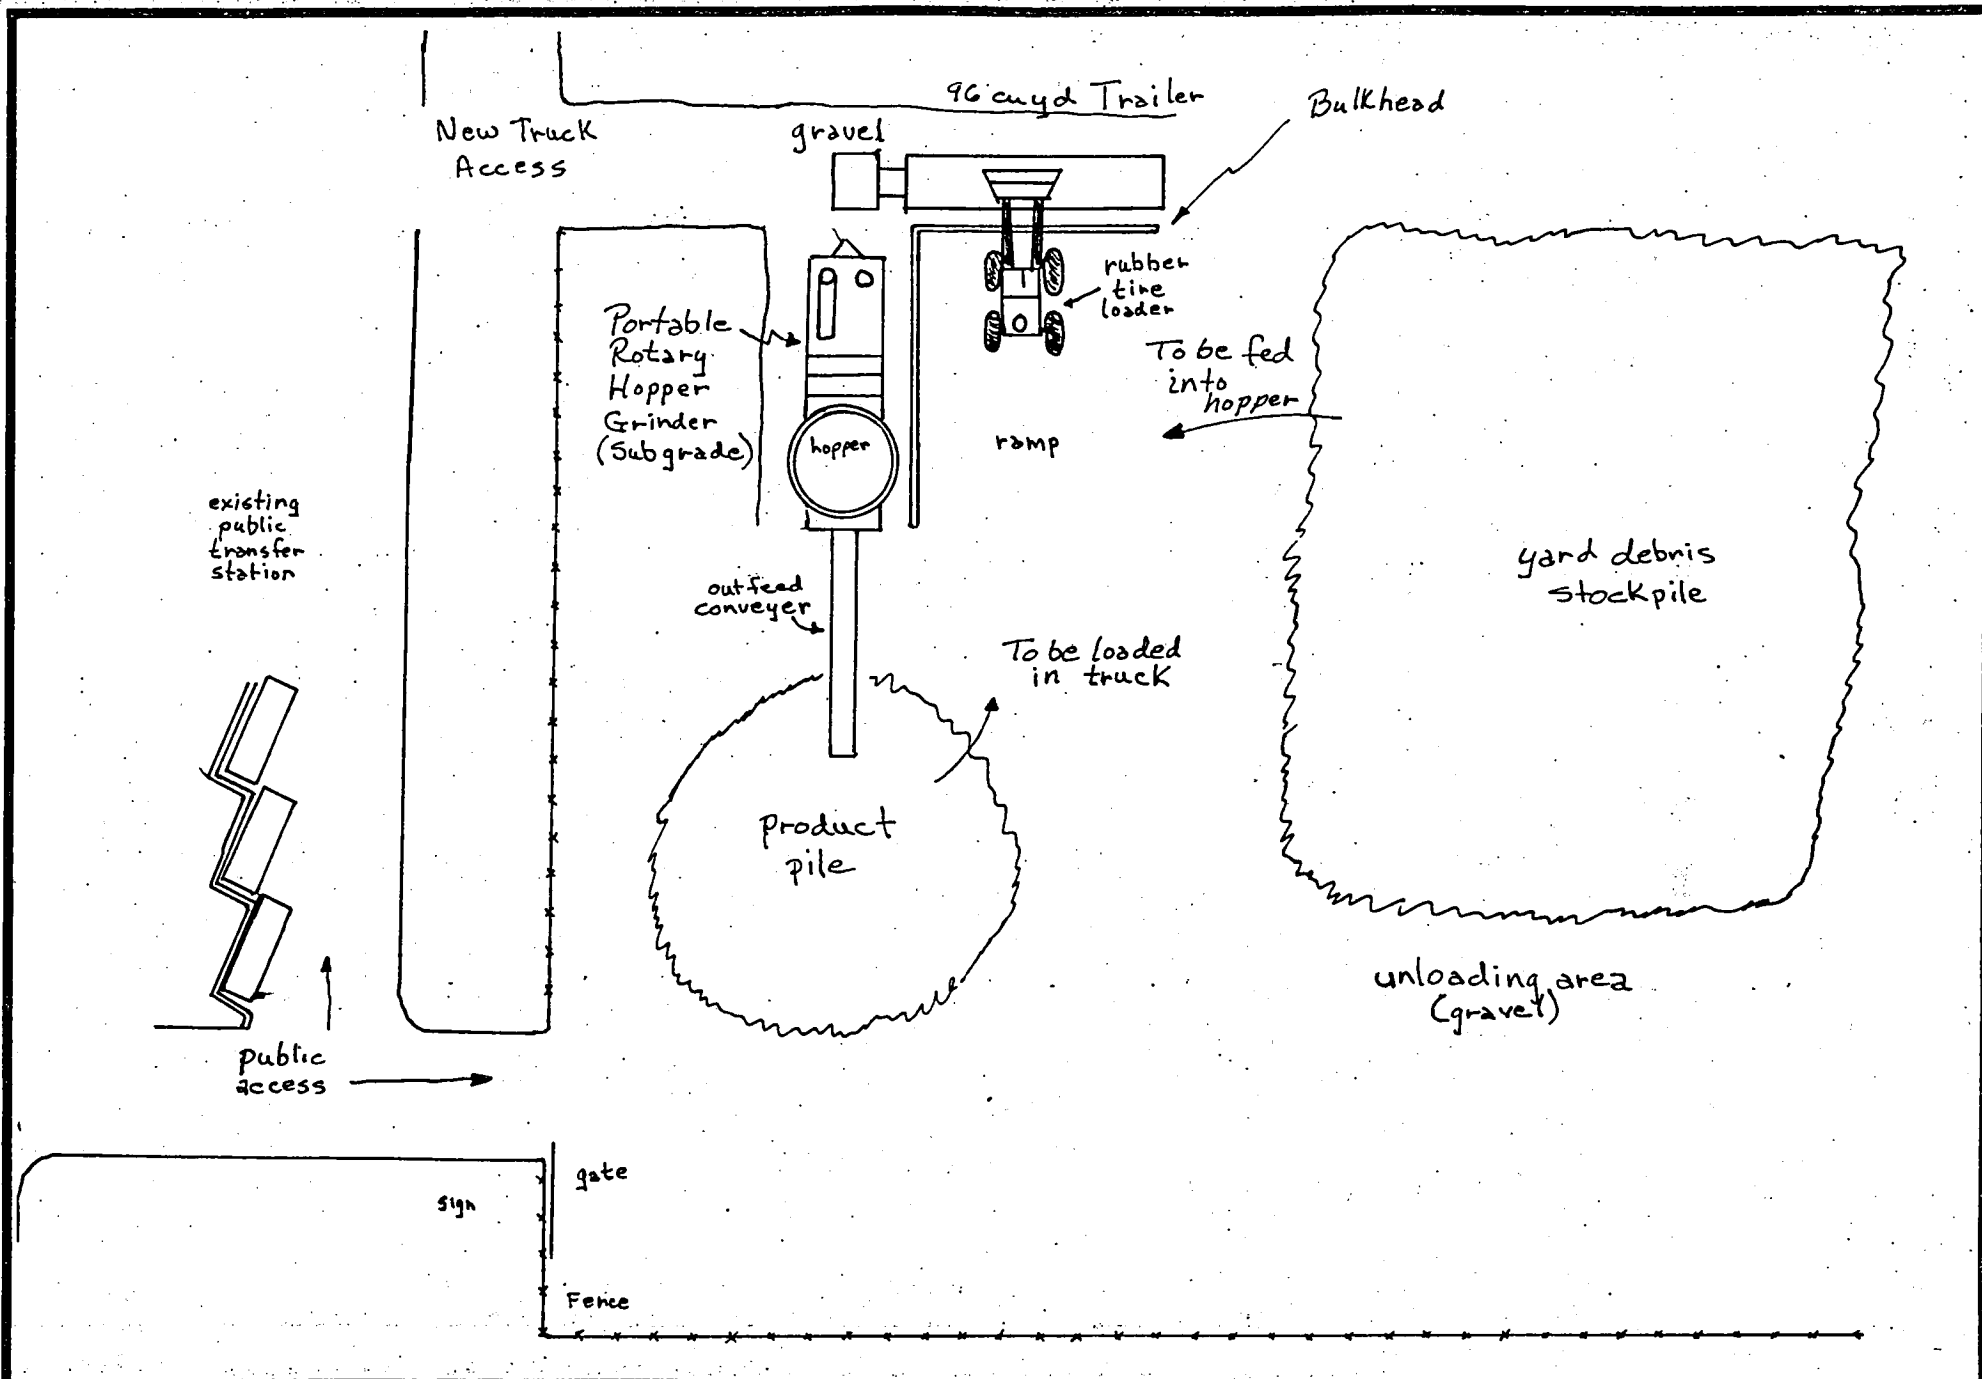 96 cuyd Trailer
Bulkhead
New Truck
Access
gravel
rubber
tire
loader
Portable
Rotary
Hopper
Grinder
(Subgrade)
To be fed
into
hopper
hopper
ramp
existing
public
transfer
station
yard debris
stockpile
outfeed
conveyer
To be loaded
in truck
product
pile
unloading area
(gravel)
public
access
gate
sign
Fence